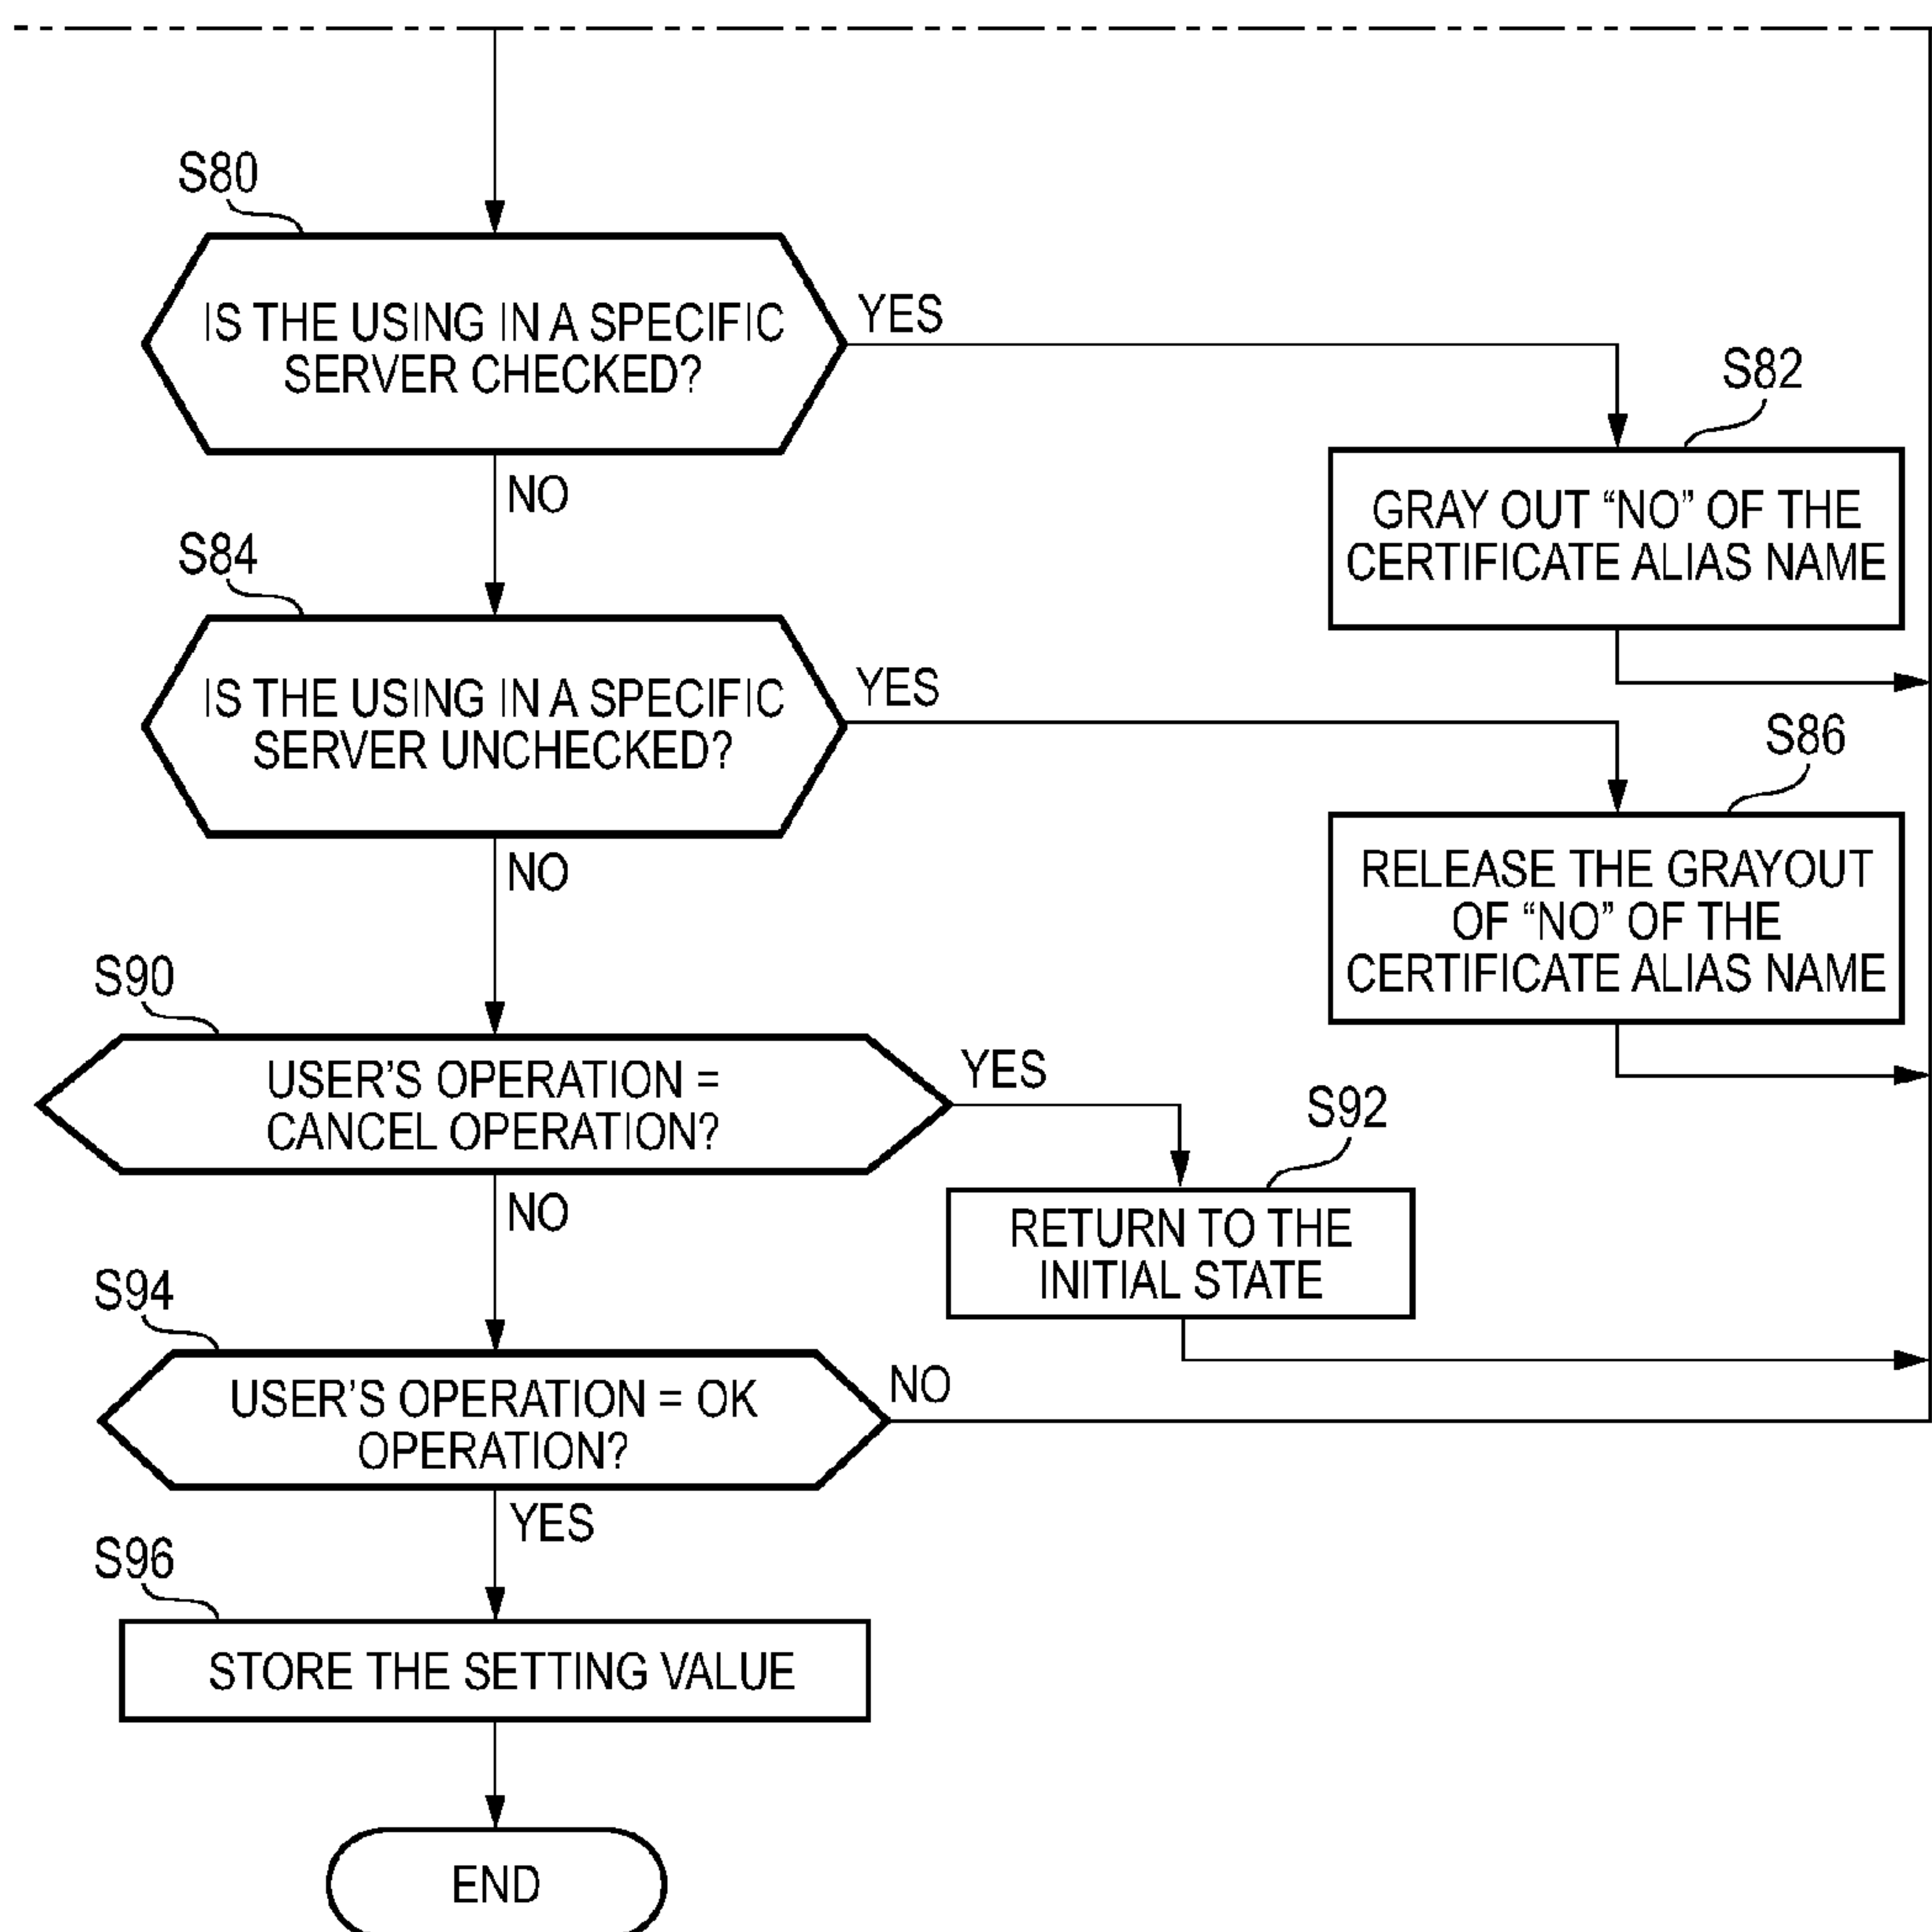 S80
IS THE USING IN A SPECIFIC
SERVER CHECKED?
YES
NO
S82
GRAY OUT “NO” OF THE
CERTIFICATE ALIAS NAME
S84
IS THE USING IN A SPECIFIC
SERVER UNCHECKED?
YES
NO
S86
RELEASE THE GRAYOUT
OF “NO” OF THE
CERTIFICATE ALIAS NAME
S90
USER’S OPERATION =
CANCEL OPERATION?
YES
NO
S92
RETURN TO THE
INITIAL STATE
S94
USER’S OPERATION = OK
OPERATION?
NO
YES
S96
STORE THE SETTING VALUE
END